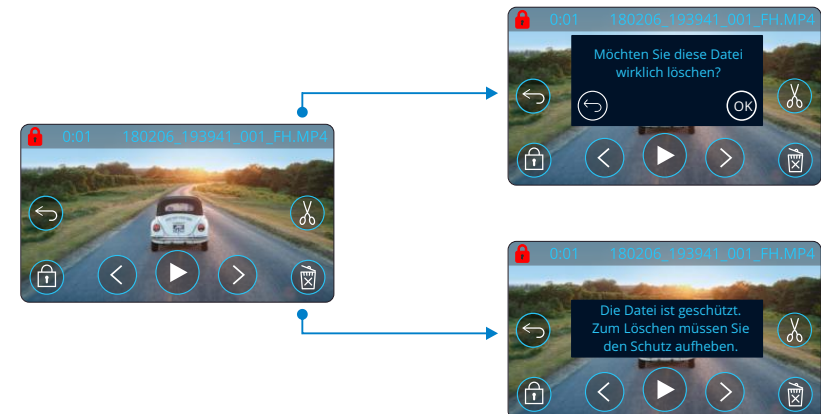 0:01 180206_193941_001_FH.MP4
Möchten Sie diese Datei
wirklich löschen?
OK
0:01 180206_193941_001_FH.MP4
0:01 180206_193941_001_FH.MP4
Die Datei ist geschützt.
Zum Löschen müssen Sie
den Schutz aufheben.